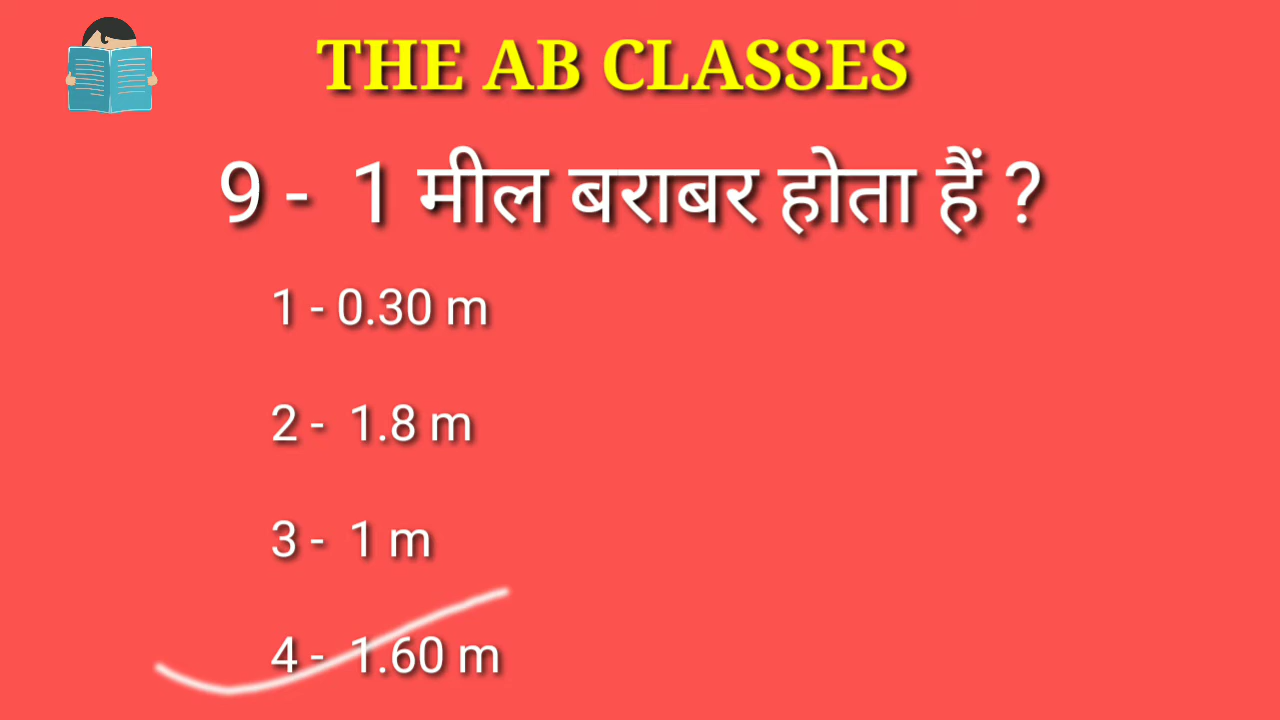 THE AB CLASSES
9 - 1 मील बराबर होता हैं ?
1 - 0.30 m
2 - 1.8 m
3 - 1 m
4 - 1.60 m